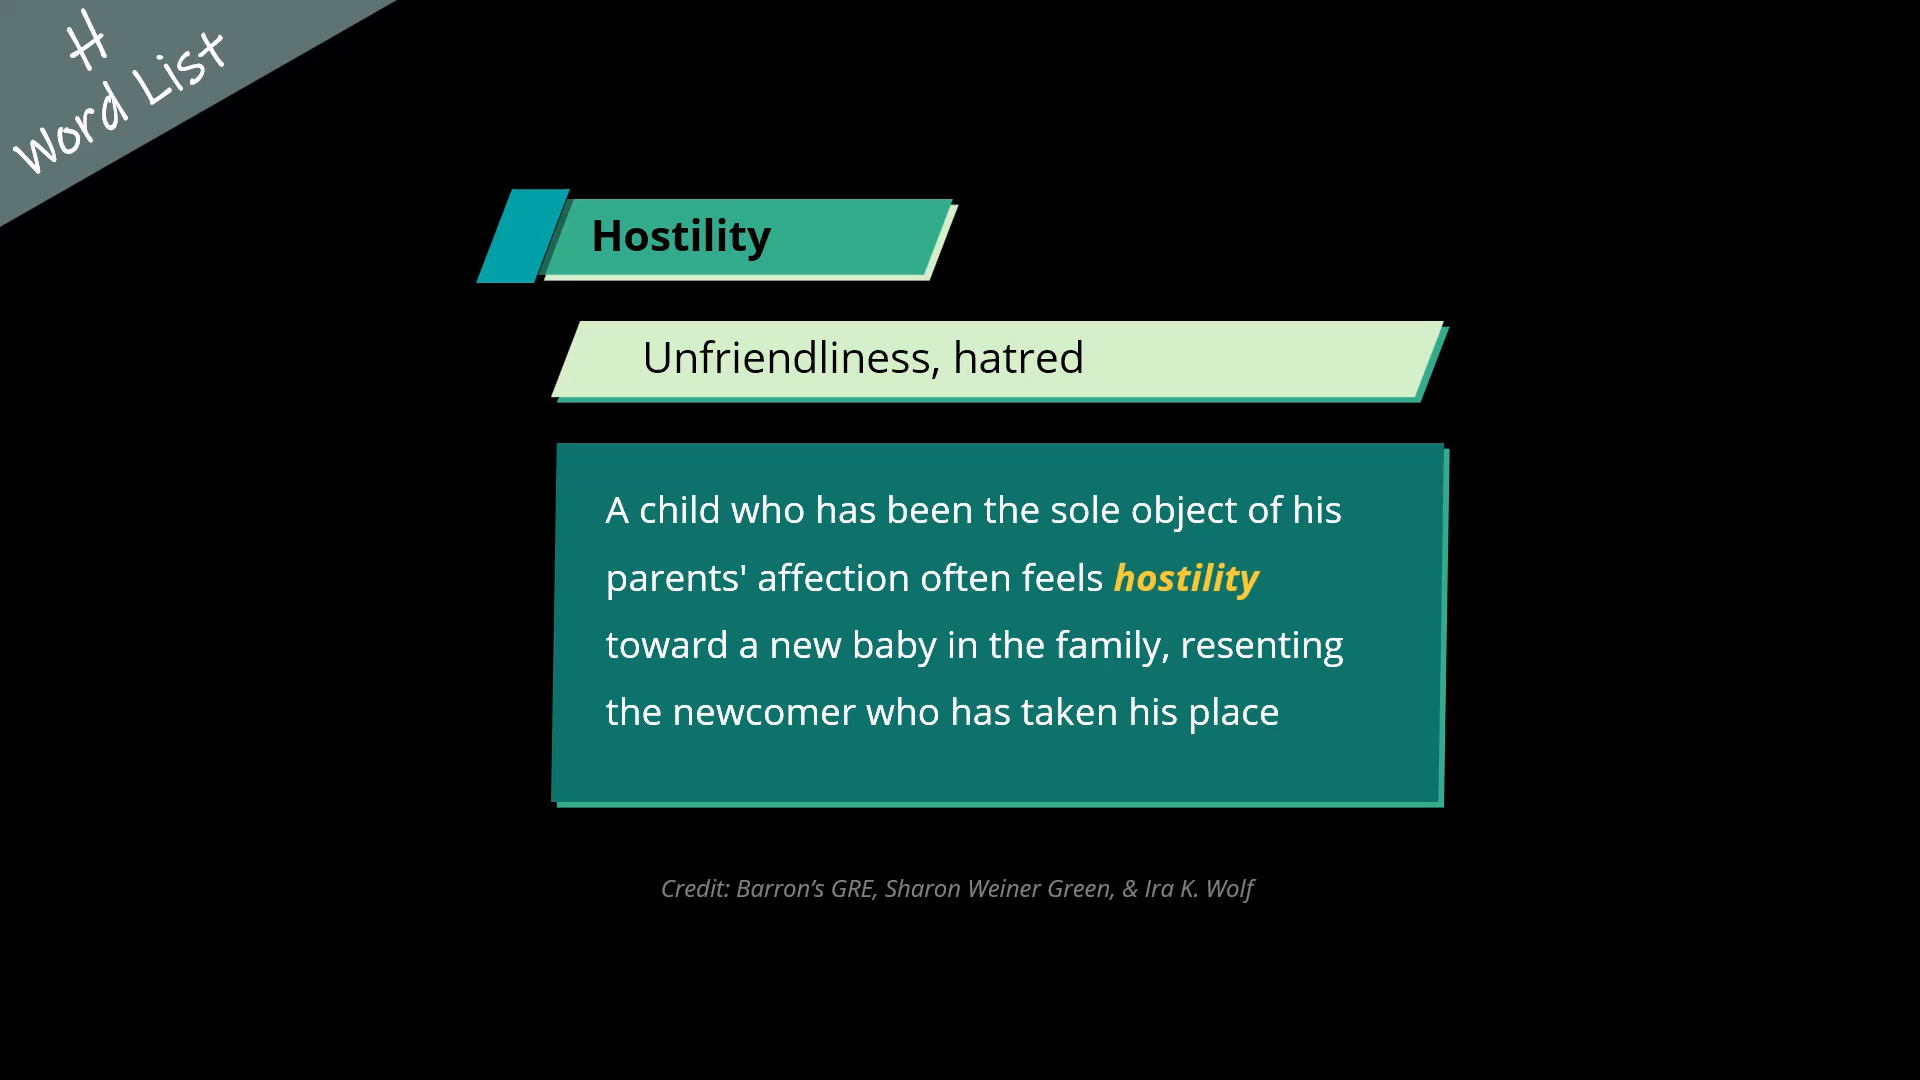 H
Word List
Hostility
Unfriendliness, hatred
A child who has been the sole object of his
parents' affection often feels hostility
toward a new baby in the family, resenting
the newcomer who has taken his place
Credit: Barron’s GRE, Sharon Weiner Green, & Ira K. Wolf